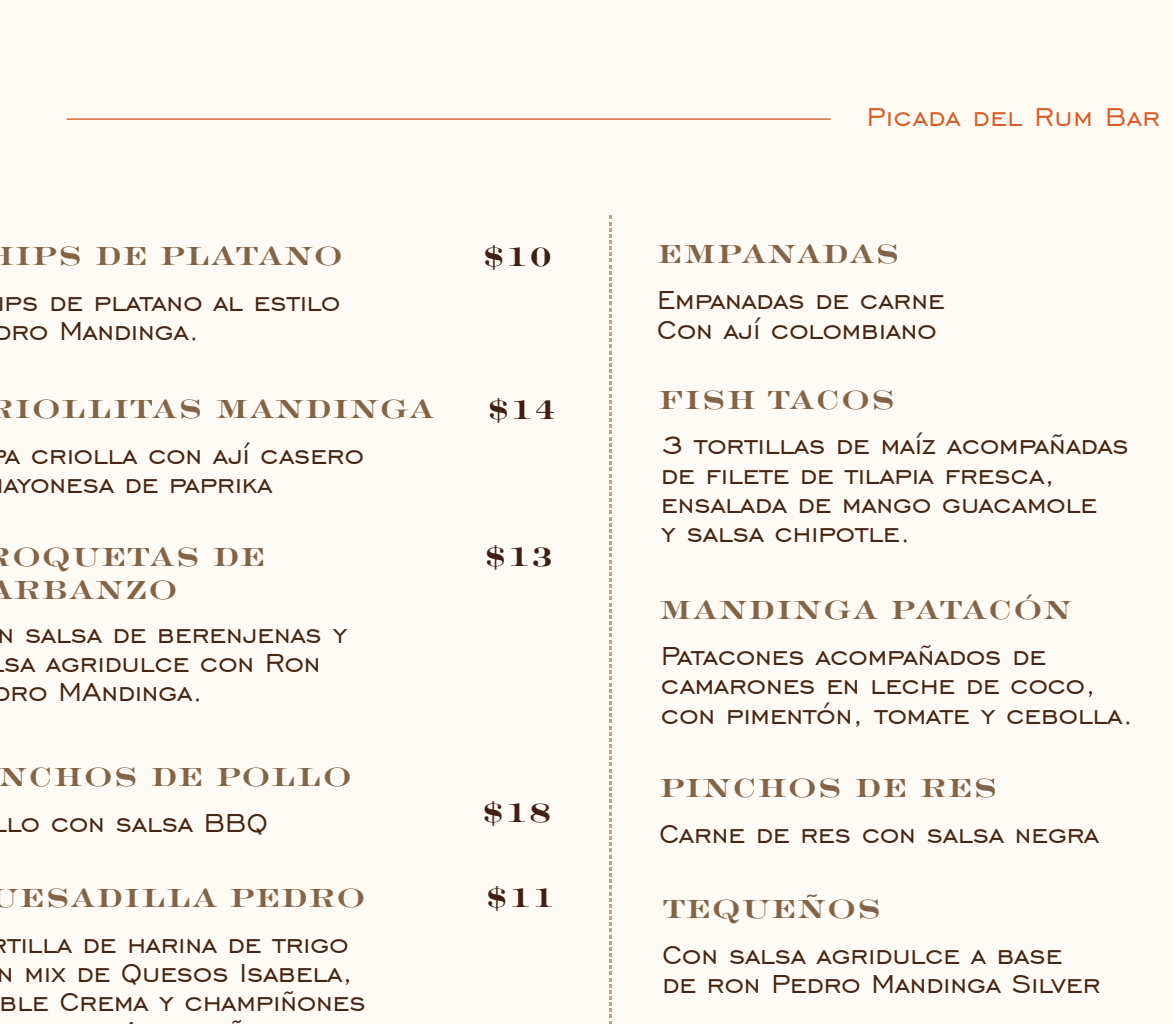 Picada del Rum Bar
HIPS DE PLATANO $10
IPS DE PLATANO AL ESTILO
DRO MANDINGA.
RIOLLITAS MANDINGA $14
PA CRIOLLA CON AJÍ CASERO
MAYONESA DE PAPRIKA
ROQUETAS DE $13
ARBANZO
N SALSA DE BERENJENAS Y
LSA AGRIDULCE CON RON
DRO MANDINGA.
NCHOS DE POLLO
LLO CON SALSA BBQ $18
UESADILLA PEDRO $11
RTILLA DE HARINA DE TRIGO
N MIX DE QUESOS ISABELA,
BLE CREMA Y CHAMPIÑONES
EMPANADAS
EMPANADAS DE CARNE
CON AJÍ COLOMBIANO
FISH TACOS
3 TORTILLAS DE MAÍZ ACOMPAÑADAS
DE FILETE DE TILAPIA FRESCA,
ENSALADA DE MANGO GUACAMOLE
Y SALSA CHIPOTLE.
MANDINGA PATACÓN
PATACONES ACOMPAÑADOS DE
CAMARONES EN LECHE DE COCO,
CON PIMENTÓN, TOMATE Y CEBOLLA.
PINCHOS DE RES
CARNE DE RES CON SALSA NEGRA
TEQUEÑOS
CON SALSA AGRIDULCE A BASE
DE RON PEDRO MANDINGA SILVER